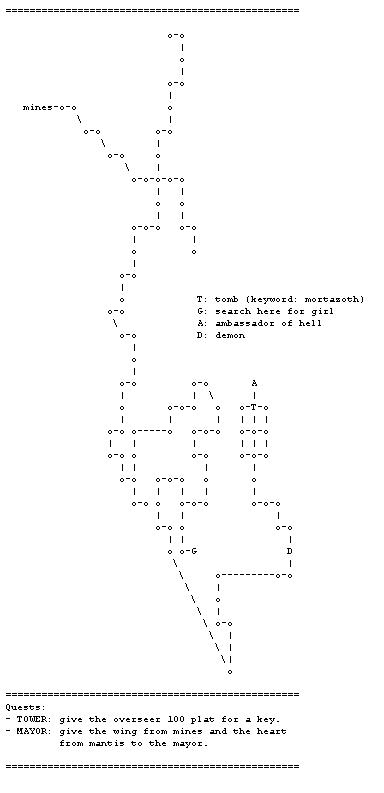 mines
T: tomb (keyword: mortazoth)
G: search here for girl
A: ambassador of hell
D: demon
A
T
G
D
Quests:
- TOWER: give the overseer 100 plat for a key.
- MAYOR: give the wing from mines and the heart
from mantis to the mayor.